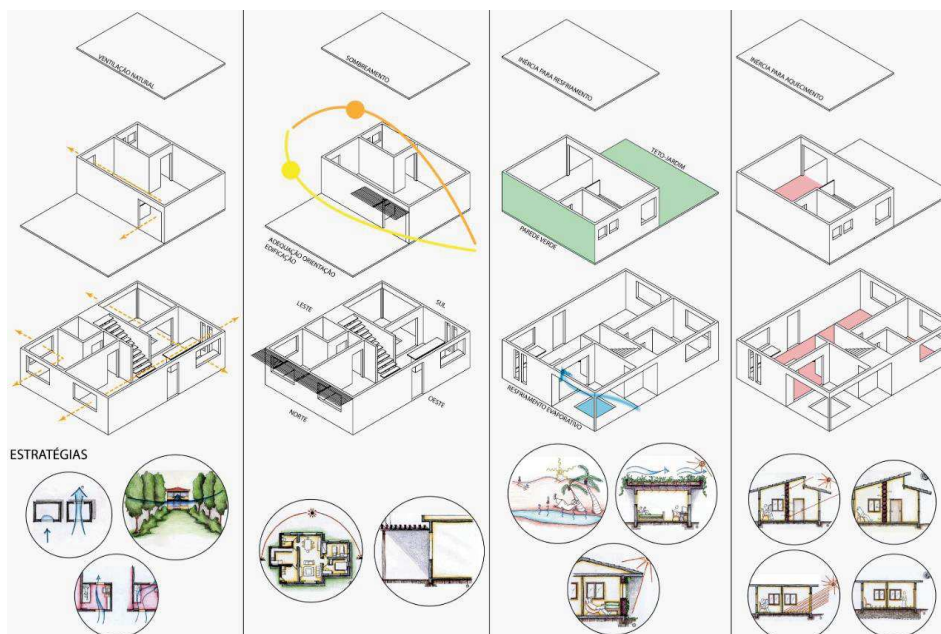 VENTILAÇÃO NATURAL
SOMBREAMENTO
INÉRCIA PARA RESFRIAMENTO
INÉRCIA PARA AQUECIMENTO
TETO JARDIM
PAREDE VERDE
ADEQUAÇÃO ORIENTAÇÃO
EDIFICAÇÃO
LESTE
SUL
NORTE
OESTE
RESFRIAMENTO EVAPORATIVO
ESTRATÉGIAS